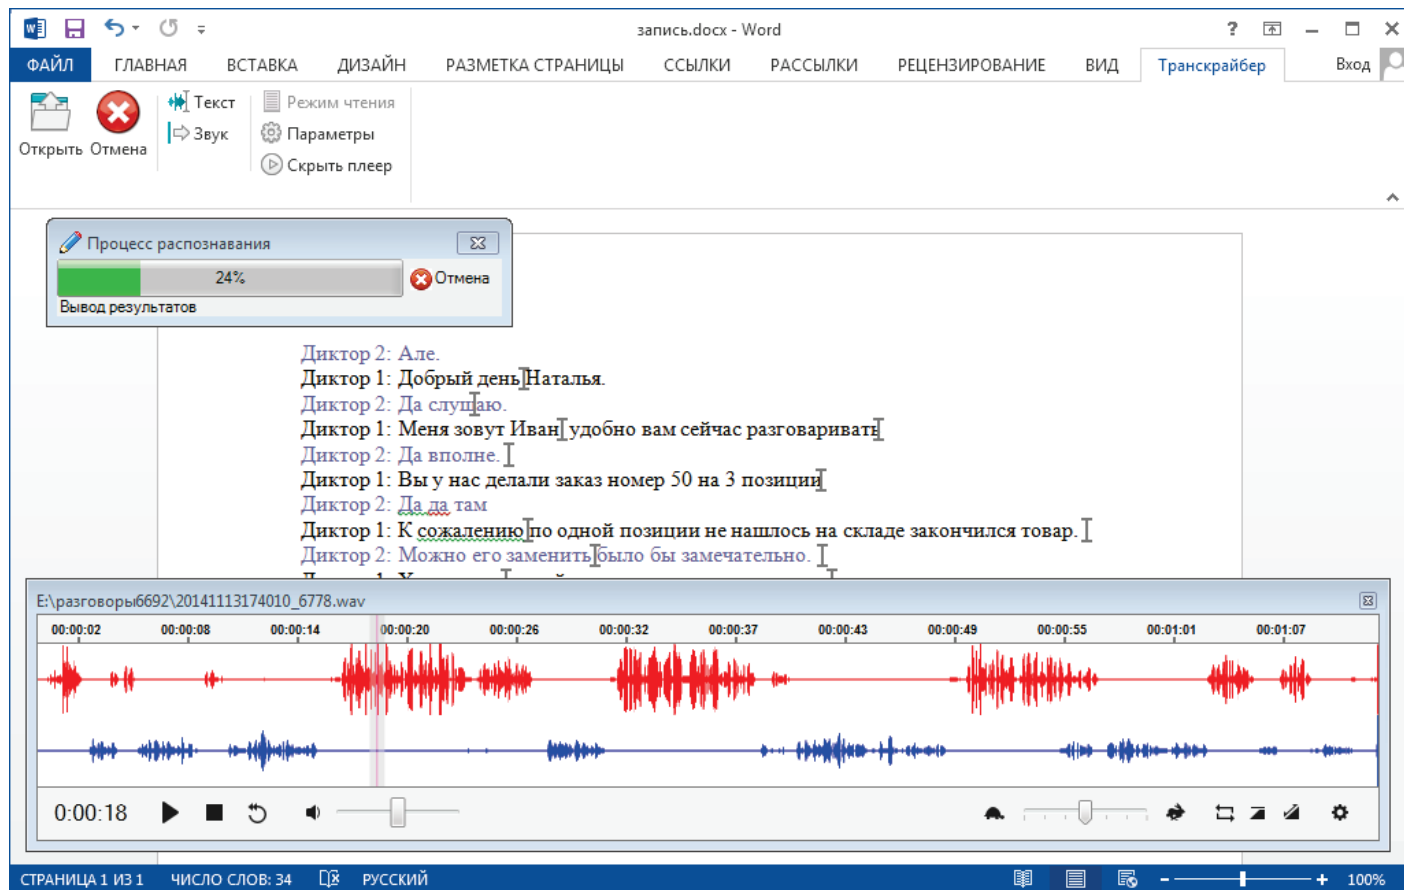 запись.docx - Word
?
ФАЙЛ ГЛАВНАЯ ВСТАВКА ДИЗАЙН РАЗМЕТКА СТРАНИЦЫ ССЫЛКИ РАССЫЛКИ РЕЦЕНЗИРОВАНИЕ ВИД Транскрайбер Вход
Открыть
Отмена
Текст
Звук
Режим чтения
Параметры
Скрыть плеер
Процесс распознавания
24%
Отмена
Вывод результатов
Диктор 2: Але.
Диктор 1: Добрый день Наталья.
Диктор 2: Да слушаю.
Диктор 1: Меня зовут Иван удобно вам сейчас разговаривать
Диктор 2: Да вполне.
Диктор 1: Вы у нас делали заказ номер 50 на 3 позиции
Диктор 2: Да да там
Диктор 1: К сожалению по одной позиции не нашлось на складе закончился товар.
Диктор 2: Можно его заменить было бы замечательно.
E:\разговоры6692\20141113174010_6778.wav
00:00:02 00:00:08 00:00:14 00:00:20 00:00:26 00:00:32 00:00:37 00:00:43 00:00:49 00:00:55 00:01:01 00:01:07
0:00:18
СТРАНИЦА 1 ИЗ 1 ЧИСЛО СЛОВ: 34 РУССКИЙ 100%